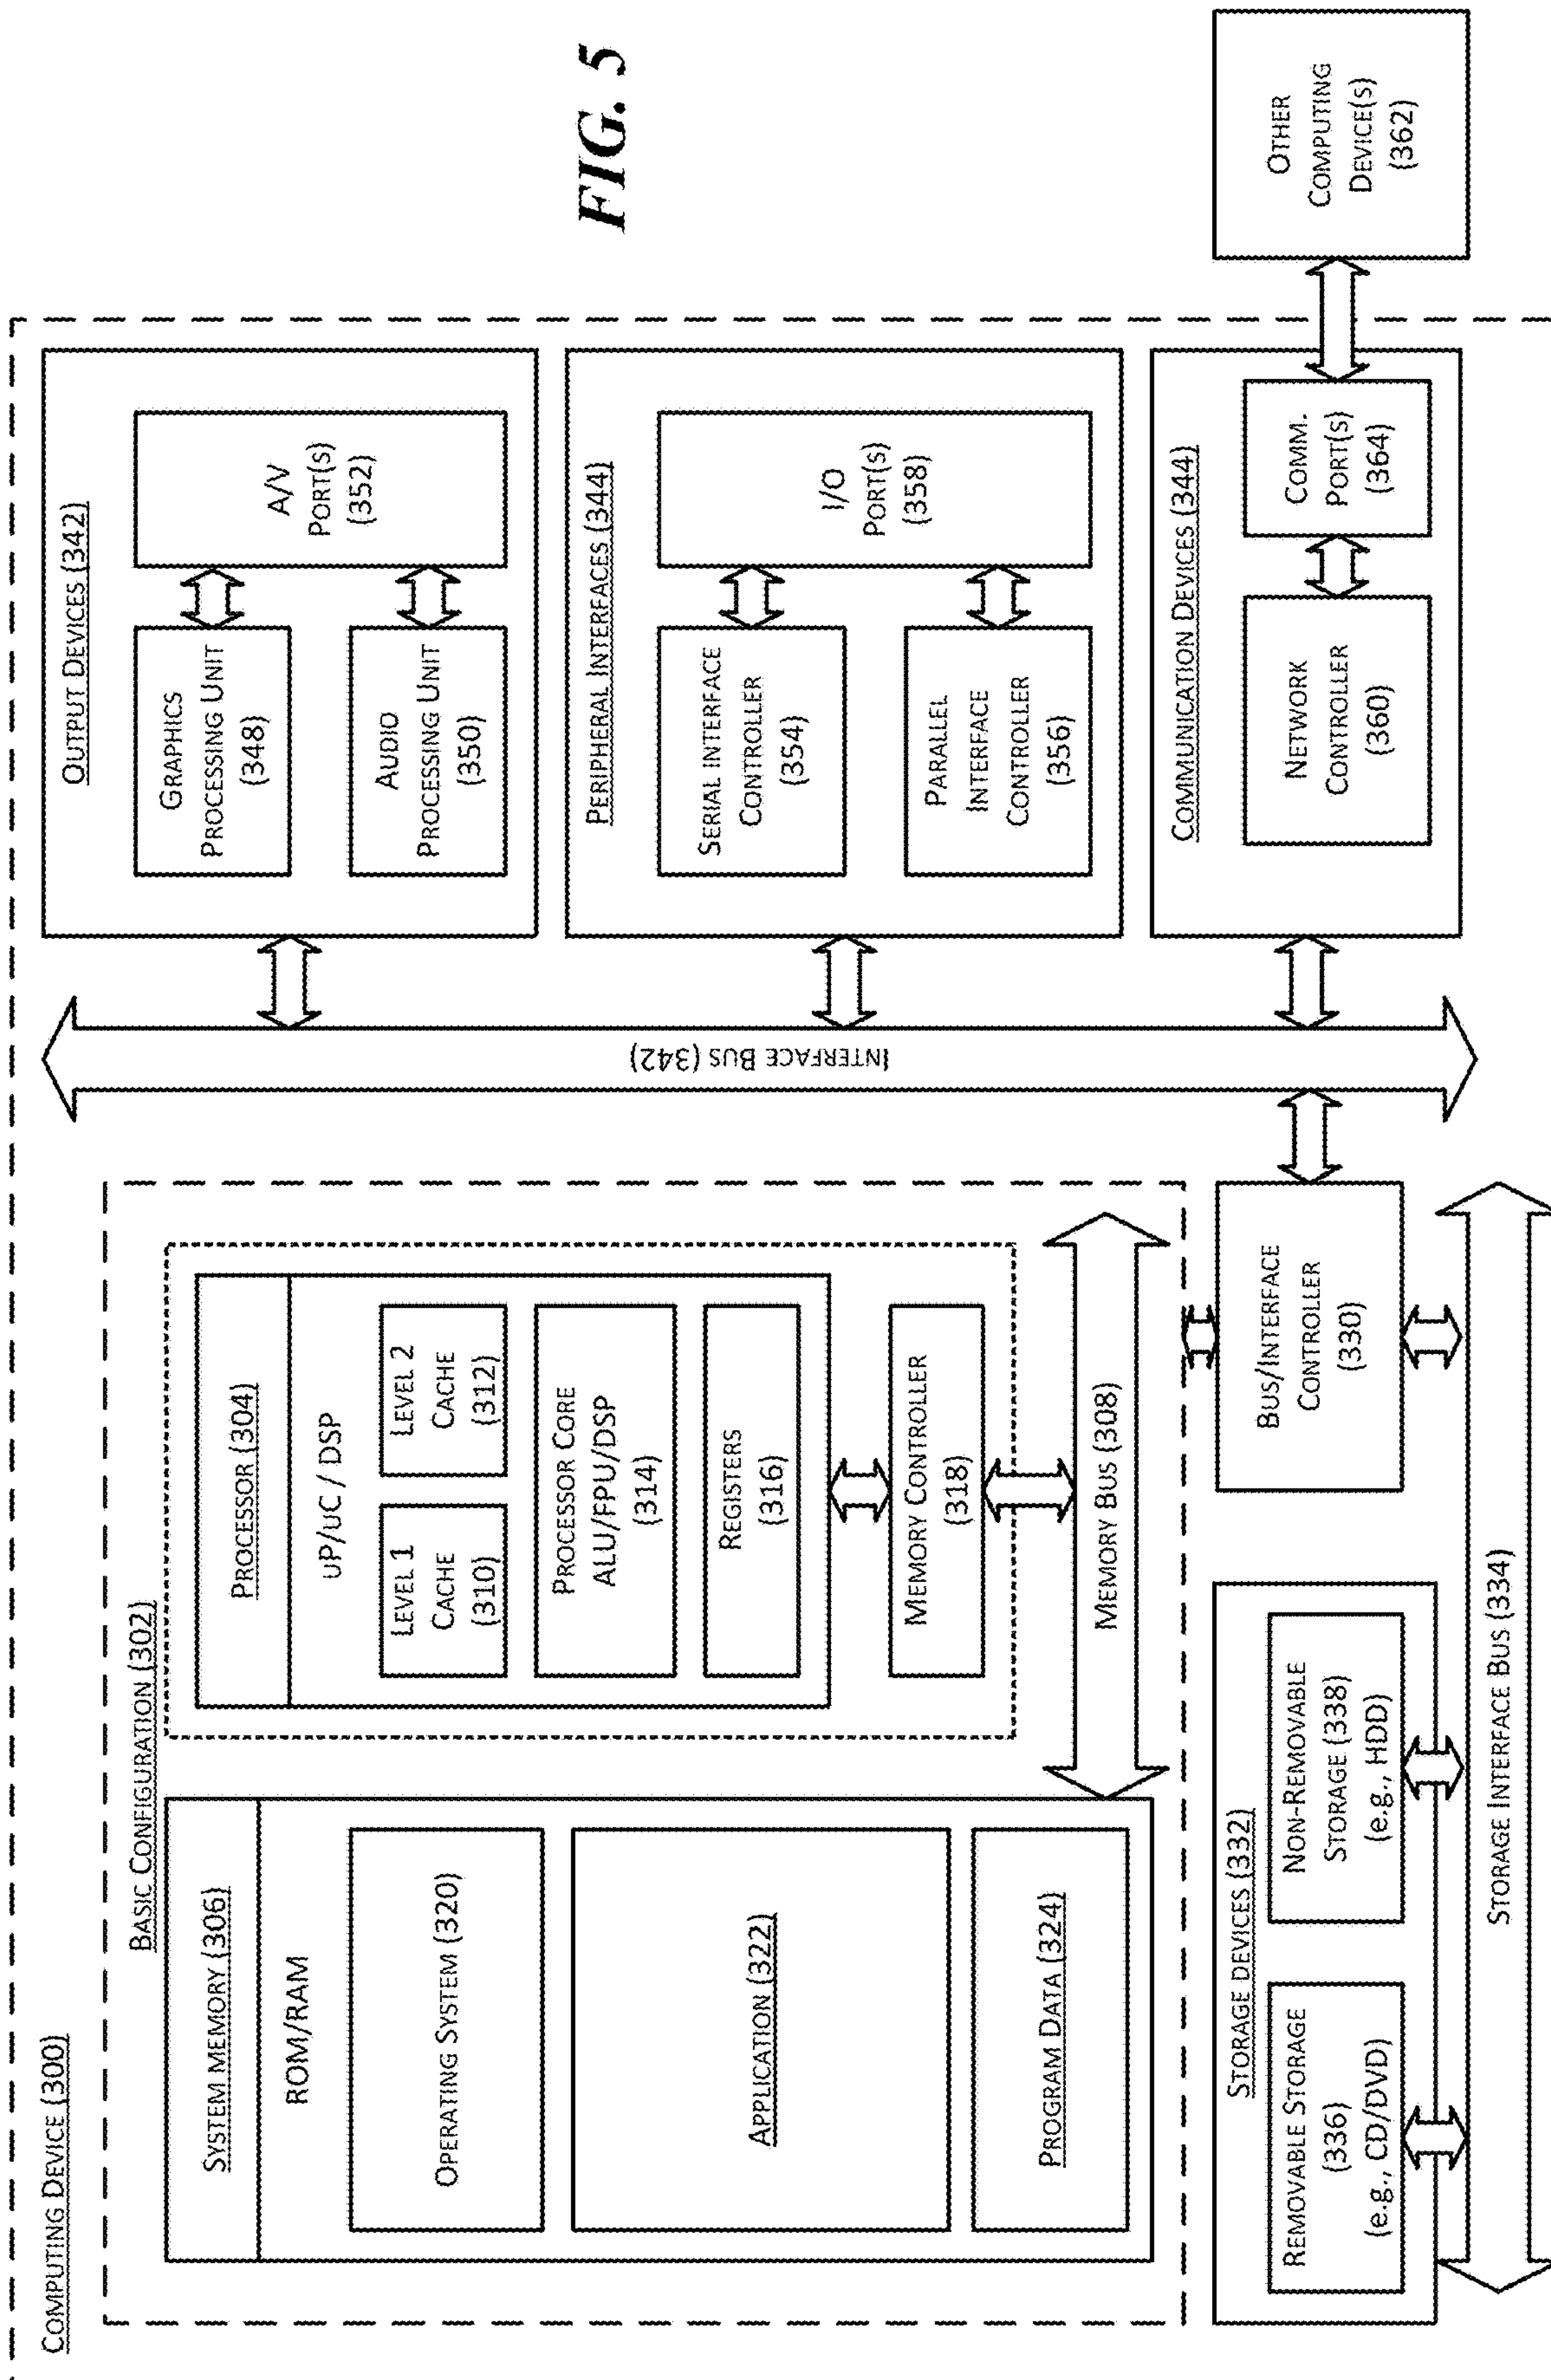 COMPUTING DEVICE (300)
BASIC CONFIGURATION (302)
SYSTEM MEMORY (306)
ROM/RAM
OPERATING SYSTEM (320)
APPLICATION (322)
PROGRAM DATA (324)
PROCESSOR (304)
UP/UC / DSP
LEVEL 1
CACHE
(310)
LEVEL 2
CACHE
(312)
PROCESSOR CORE
ALU/FPU/DSP
(314)
REGISTERS
(316)
MEMORY CONTROLLER
(318)
MEMORY BUS (308)
BUS/INTERFACE
CONTROLLER
(330)
STORAGE DEVICES (332)
REMOVABLE STORAGE
(336)
(e.g., CD/DVD)
NON-REMOVABLE
STORAGE (338)
(e.g., HDD)
STORAGE INTERFACE BUS (334)
INTERFACE BUS (342)
OUTPUT DEVICES (342)
GRAPHICS
PROCESSING UNIT
(348)
AUDIO
PROCESSING UNIT
(350)
A/V
PORT(S)
(352)
PERIPHERAL INTERFACES (344)
SERIAL INTERFACE
CONTROLLER
(354)
PARALLEL
INTERFACE
CONTROLLER
(356)
I/O
PORT(S)
(358)
COMMUNICATION DEVICES (344)
NETWORK
CONTROLLER
(360)
COMM.
PORT(S)
(364)
OTHER
COMPUTING
DEVICE(S)
(362)
FIG. 5